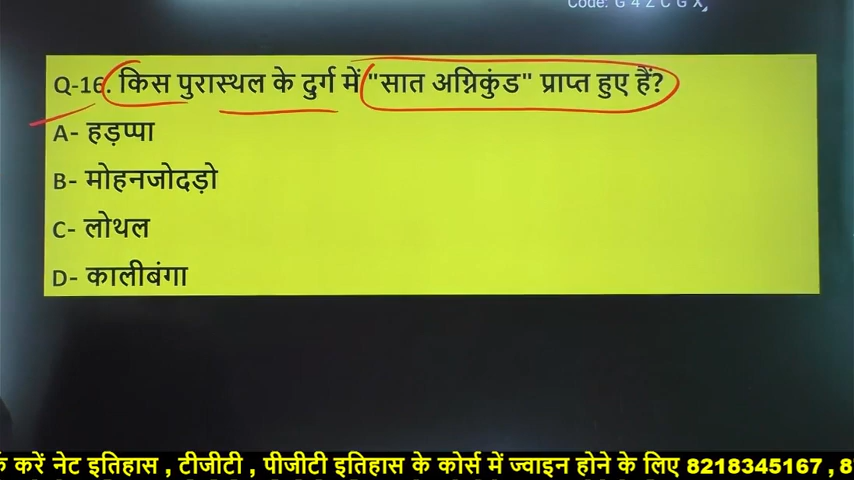 Code: G 4 Z C G X
Q-16. किस पुरास्थल के दुर्ग में "सात अग्निकुंड" प्राप्त हुए हैं?
A- हड़प्पा
B- मोहनजोदड़ो
C- लोथल
D- कालीबंगा
करें नेट इतिहास , टीजीटी , पीजीटी इतिहास के कोर्स में ज्वाइन होने के लिए 8218345167 , 8